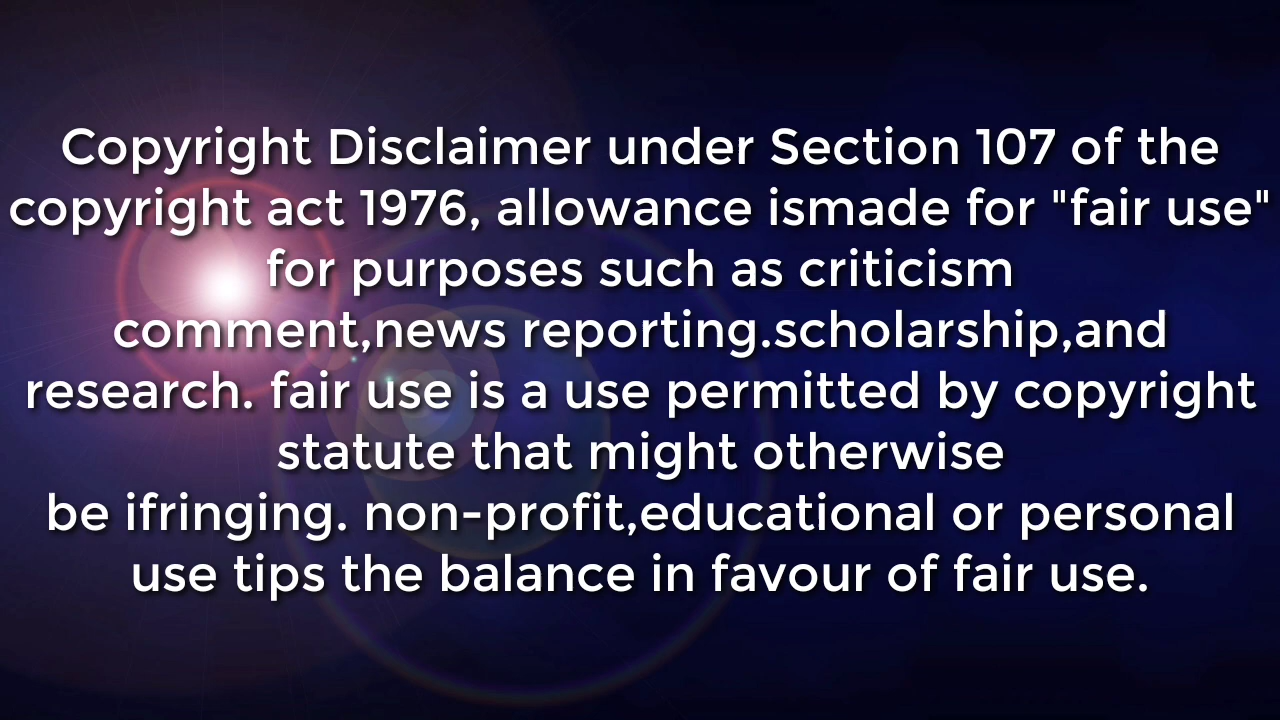 Copyright Disclaimer under Section 107 of the
copyright act 1976, allowance ismade for "fair use"
for purposes such as criticism
comment,news reporting.scholarship,and
research. fair use is a use permitted by copyright
statute that might otherwise
be ifringing. non-profit,educational or personal
use tips the balance in favour of fair use.